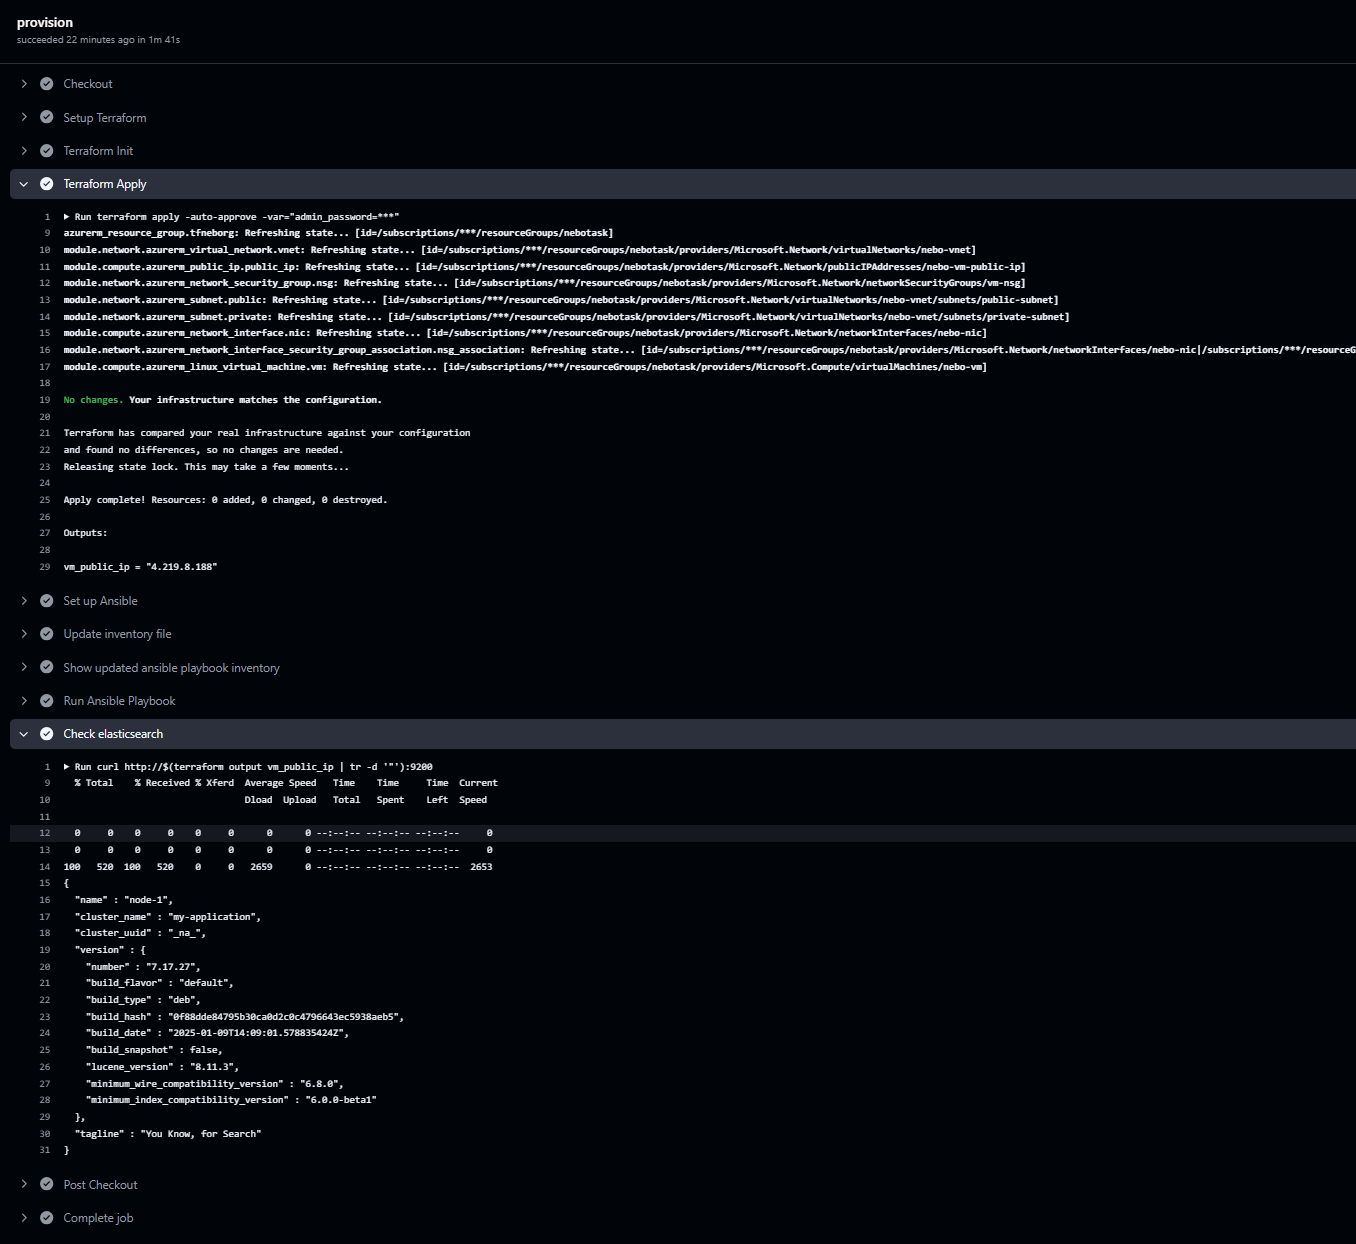 provision
succeeded 22 minutes ago in 1m 41s
Checkout
Setup Terraform
Terraform Init
Terraform Apply
1 Run terraform apply -auto-approve -var="admin_password=***"
9 azurerm_resource_group.tfneborg: Refreshing state... [id=/subscriptions/***/resourceGroups/nebotask]
10 module.network.azurerm_virtual_network.vnet: Refreshing state... [id=/subscriptions/***/resourceGroups/nebotask/providers/Microsoft.Network/virtualNetworks/nebo-vnet]
11 module.compute.azurerm_public_ip.public_ip: Refreshing state... [id=/subscriptions/***/resourceGroups/nebotask/providers/Microsoft.Network/publicIPAddresses/nebo-vm-public-ip]
12 module.network.azurerm_network_security_group.nsg: Refreshing state... [id=/subscriptions/***/resourceGroups/nebotask/providers/Microsoft.Network/networkSecurityGroups/vm-nsg]
13 module.network.azurerm_subnet.public: Refreshing state... [id=/subscriptions/***/resourceGroups/nebotask/providers/Microsoft.Network/virtualNetworks/nebo-vnet/subnets/public-subnet]
14 module.network.azurerm_subnet.private: Refreshing state... [id=/subscriptions/***/resourceGroups/nebotask/providers/Microsoft.Network/virtualNetworks/nebo-vnet/subnets/private-subnet]
15 module.compute.azurerm_network_interface.nic: Refreshing state... [id=/subscriptions/***/resourceGroups/nebotask/providers/Microsoft.Network/networkInterfaces/nebo-nic]
16 module.network.azurerm_network_interface_security_group_association.nsg_association: Refreshing state... [id=/subscriptions/***/resourceGroups/nebotask/providers/Microsoft.Network/networkInterfaces/nebo-nic|/subscriptions/***/resourceG
17 module.compute.azurerm_linux_virtual_machine.vm: Refreshing state... [id=/subscriptions/***/resourceGroups/nebotask/providers/Microsoft.Compute/virtualMachines/nebo-vm]
18
19 No changes. Your infrastructure matches the configuration.
20
21 Terraform has compared your real infrastructure against your configuration
22 and found no differences, so no changes are needed.
23 Releasing state lock. This may take a few moments...
24
25 Apply complete! Resources: 0 added, 0 changed, 0 destroyed.
26
27 Outputs:
28
29 vm_public_ip = "4.219.8.188"
Set up Ansible
Update inventory file
Show updated ansible playbook inventory
Run Ansible Playbook
Check elasticsearch
1 Run curl http://$(terraform output vm_public_ip | tr -d '"'):9200
9 % Total % Received % Xferd Average Speed Time Time Time Current
10 Dload Upload Total Spent Left Speed
11
12 0 0 0 0 0 0 0 0 --:--:-- --:--:-- --:--:-- 0
13 0 0 0 0 0 0 0 0 --:--:-- --:--:-- --:--:-- 0
14 100 520 100 520 0 0 2659 0 --:--:-- --:--:-- --:--:-- 2653
15 {
16 "name" : "node-1",
17 "cluster_name" : "my-application",
18 "cluster_uuid" : "_na_",
19 "version" : {
20 "number" : "7.17.27",
21 "build_flavor" : "default",
22 "build_type" : "deb",
23 "build_hash" : "0f88dde84795b30ca0d2c0c4796643ec5938aeb5",
24 "build_date" : "2025-01-09T14:09:01.578835424Z",
25 "build_snapshot" : false,
26 "lucene_version" : "8.11.3",
27 "minimum_wire_compatibility_version" : "6.8.0",
28 "minimum_index_compatibility_version" : "6.0.0-beta1"
29 },
30 "tagline" : "You Know, for Search"
31 }
Post Checkout
Complete job